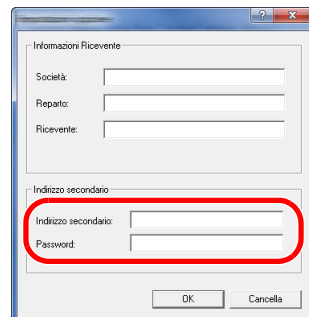 Informazioni Ricevente
Società:
Reparto:
Ricevente:
Indirizzo secondario
Indirizzo secondario:
Password:
OK Cancella